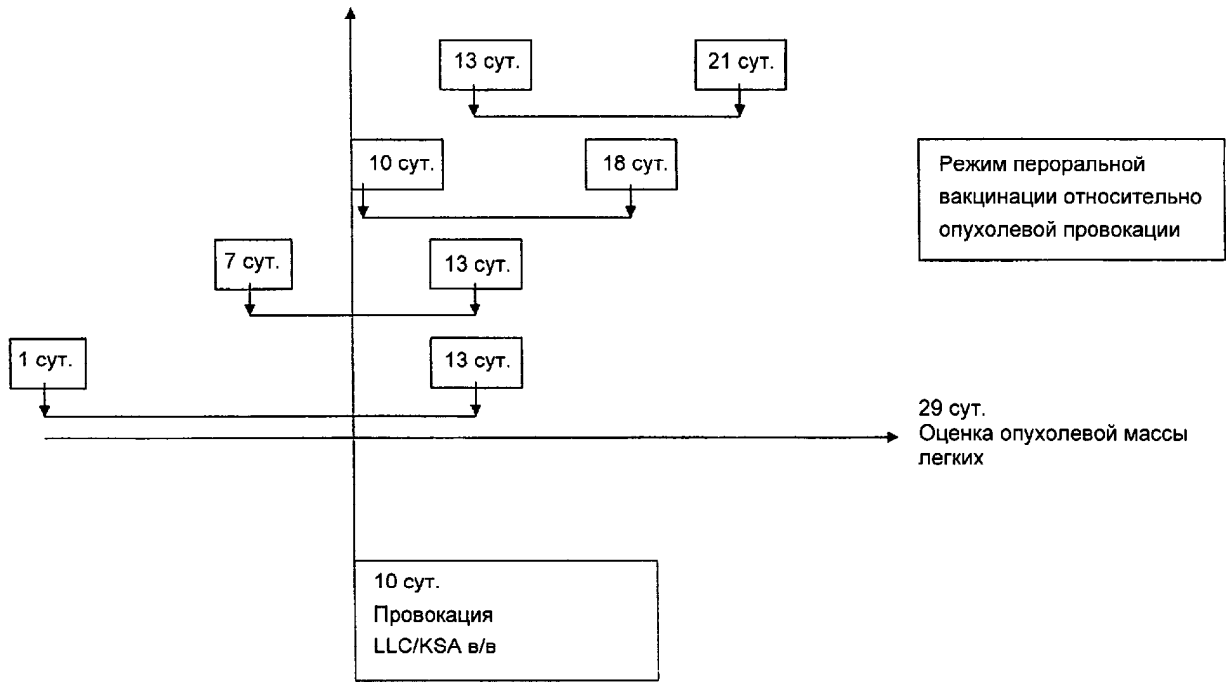 13 сут.
21 сут.
10 сут.
18 сут.
Режим пероральной
вакцинации относительно
опухолевой провокации
7 сут.
13 сут.
1 сут.
13 сут.
29 сут.
Оценка опухолевой массы
легких
10 сут.
Провокация
LLC/KSA в/в